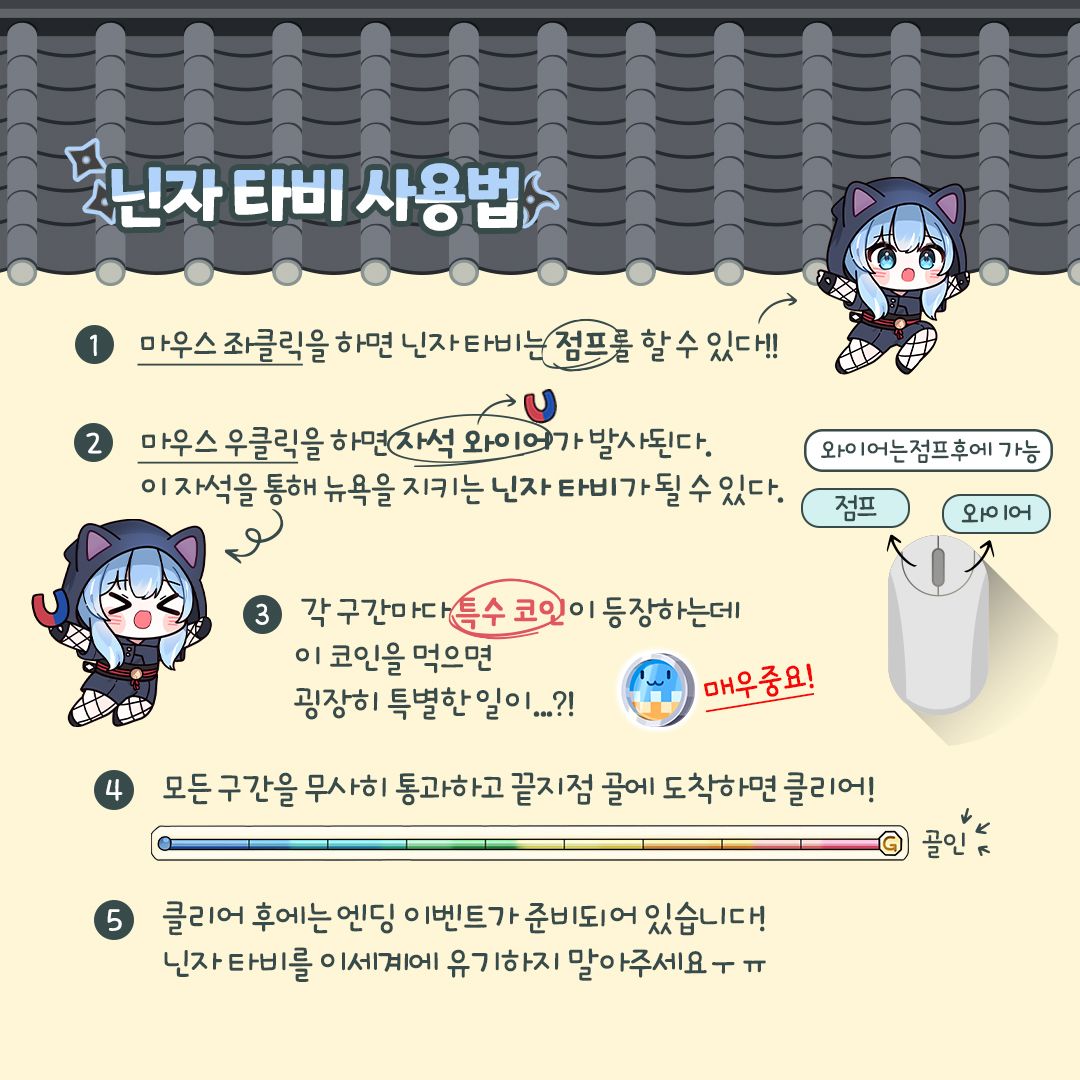 닌자 타비 사용법
1 마우스 좌클릭을 하면 닌자 타비는 점프를 할 수 있다!!
2 마우스 우클릭을 하면 자석 와이어가 발사된다.
이 자석을 통해 뉴욕을 지키는 닌자 타비가 될 수 있다.
와이어는점프후에 가능
점프
와이어
3 각 구간마다 특수 코인이 등장하는데
이 코인을 먹으면
굉장히 특별한 일이...?!
매우중요!
4 모든 구간을 무사히 통과하고 끝지점 골에 도착하면 클리어!
G
골인
5 클리어 후에는 엔딩 이벤트가 준비되어 있습니다!
닌자 타비를 이세계에 유기하지 말아주세요ㅜㅠ